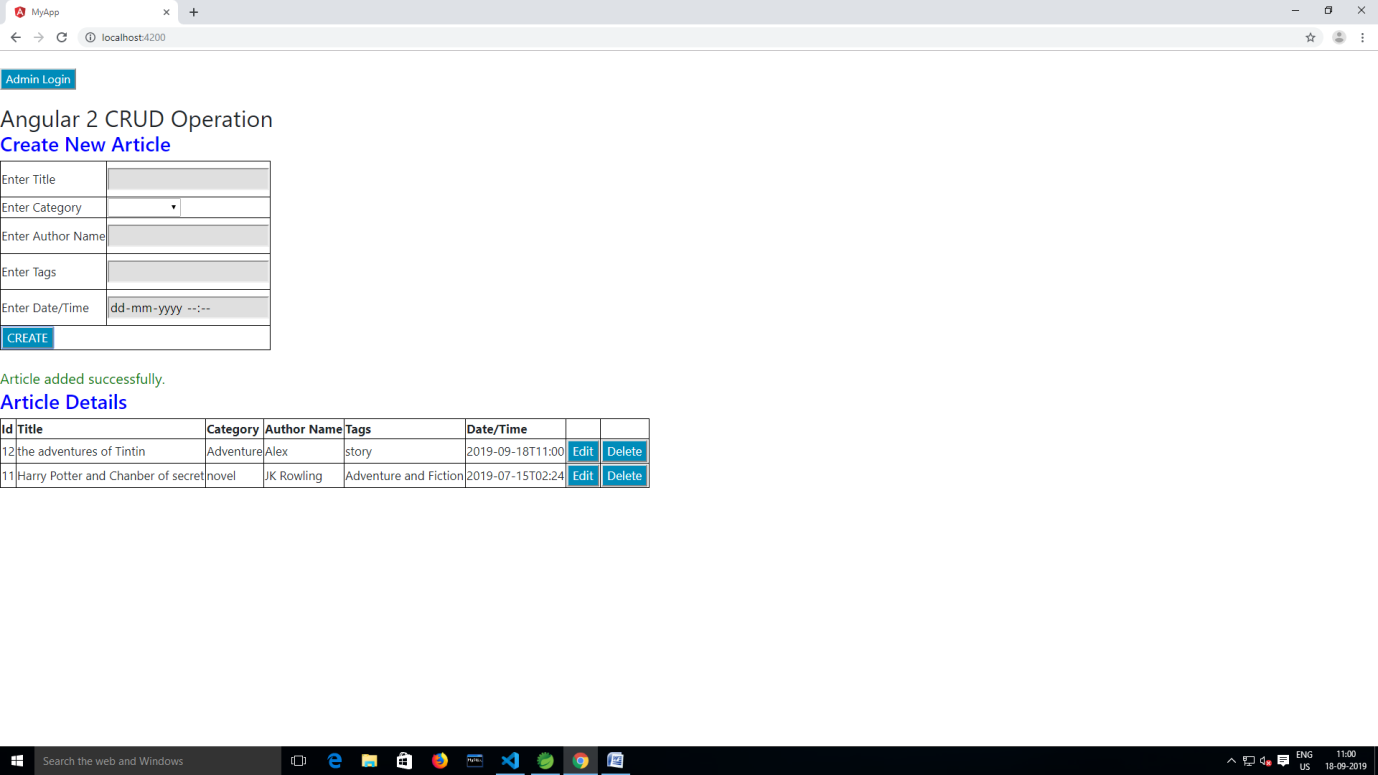 MyApp
localhost:4200
Admin Login
Angular 2 CRUD Operation
Create New Article
Enter Title
Enter Category
Enter Author Name
Enter Tags
Enter Date/Time dd-mm-yyyy --:--
CREATE
Article added successfully.
Article Details
Id Title Category Author Name Tags Date/Time
12 the adventures of Tintin Adventure Alex story 2019-09-18T11:00 Edit Delete
11 Harry Potter and Chanber of secret novel JK Rowling Adventure and Fiction 2019-07-15T02:24 Edit Delete
Search the web and Windows
ENG 11:00
US 18-09-2019